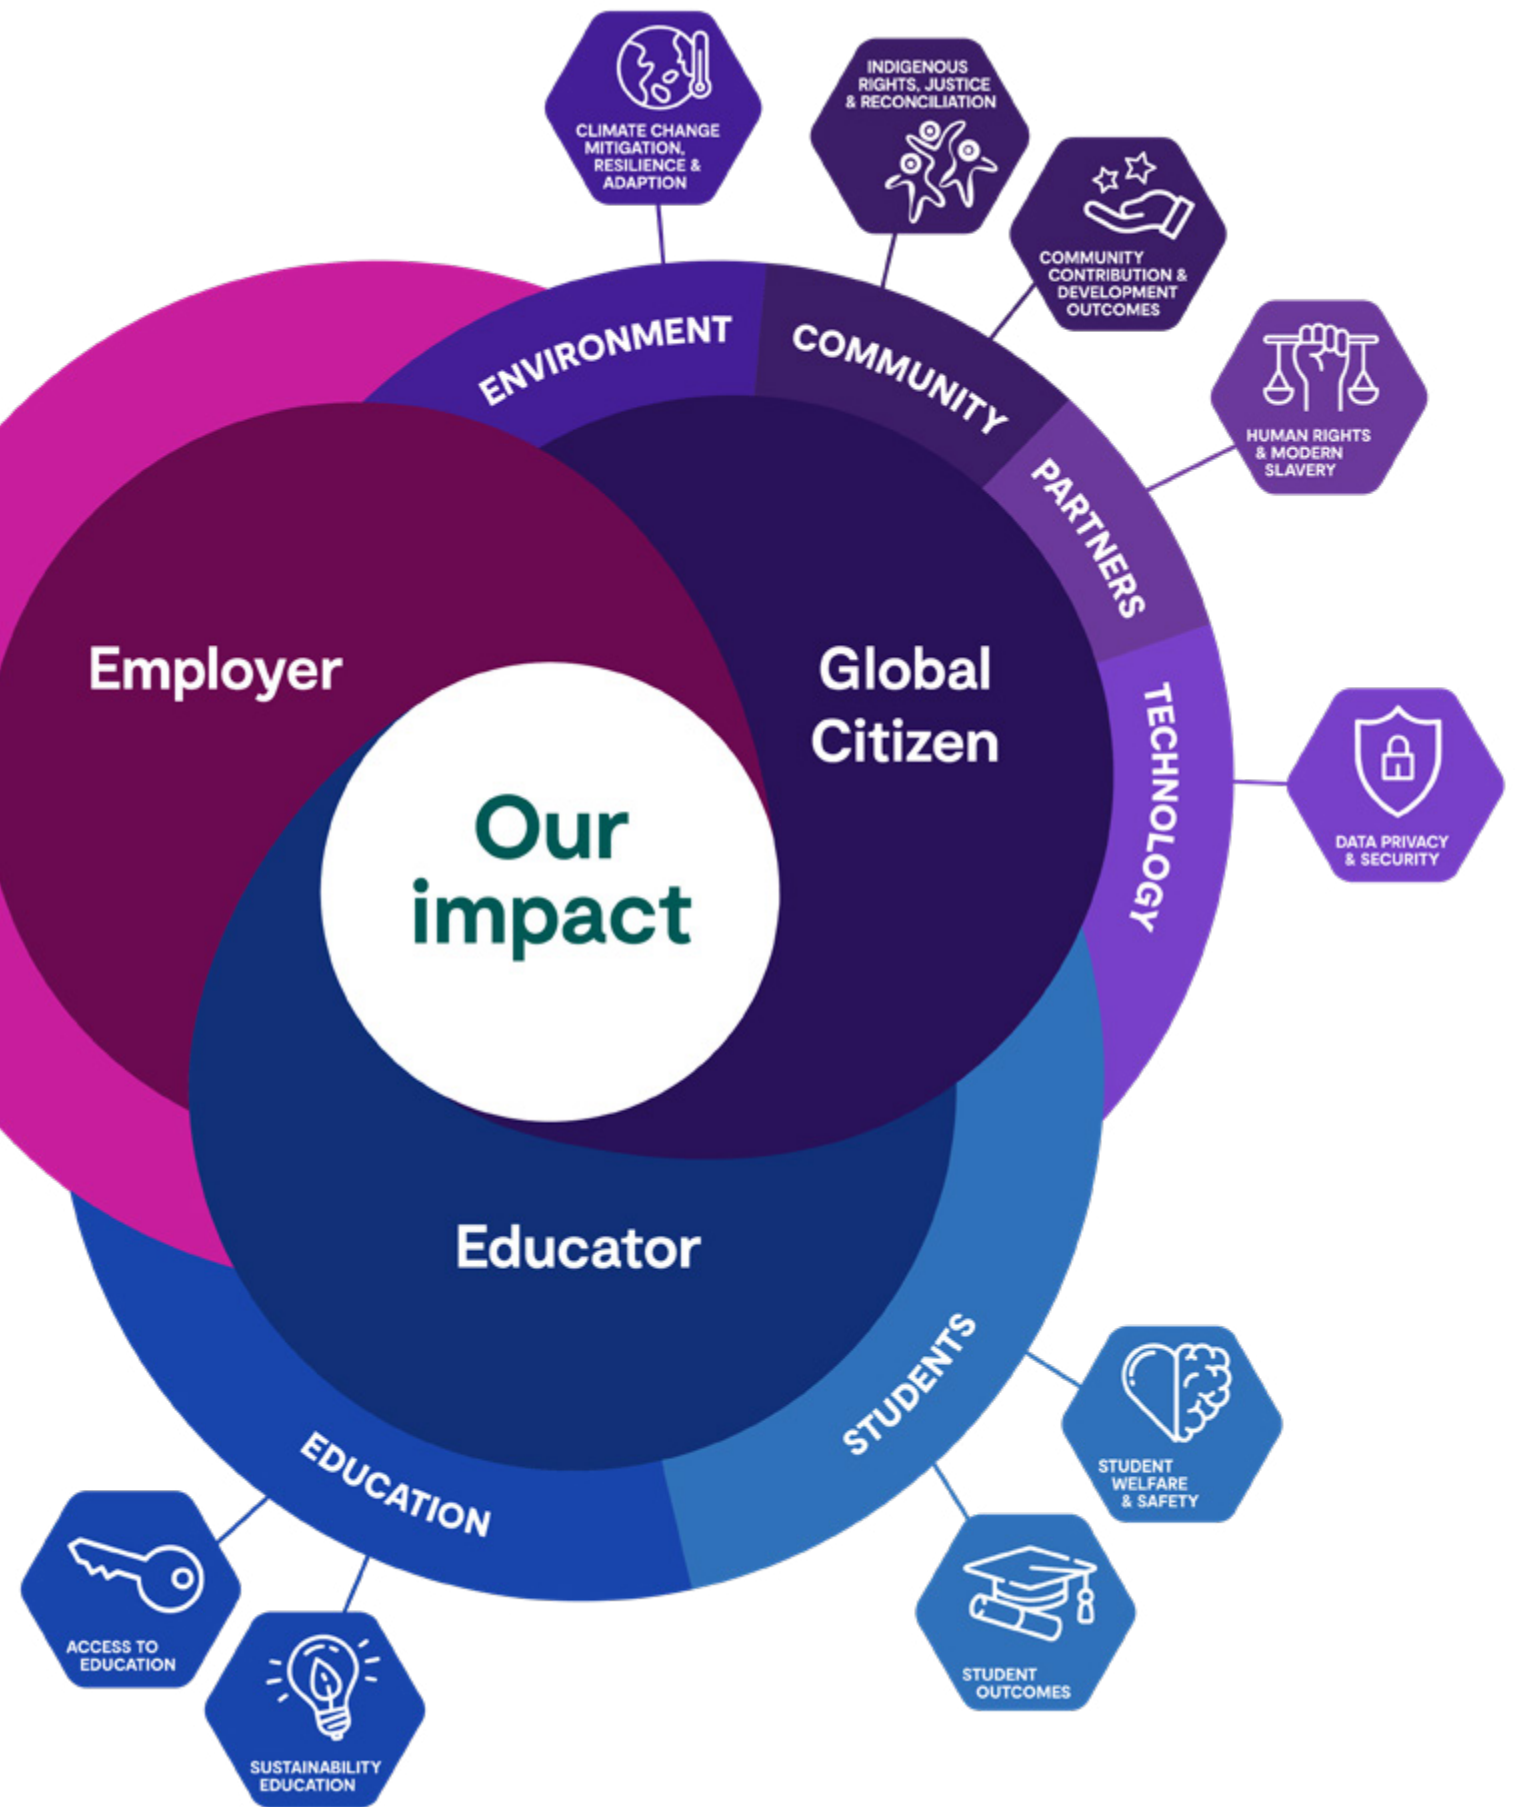 CLIMATE CHANGE
MITIGATION,
RESILIENCE &
ADAPTION
INDIGENOUS
RIGHTS, JUSTICE
& RECONCILIATION
COMMUNITY
CONTRIBUTION &
DEVELOPMENT
OUTCOMES
HUMAN RIGHTS
& MODERN
SLAVERY
DATA PRIVACY
& SECURITY
ENVIRONMENT
COMMUNITY
PARTNERS
TECHNOLOGY
Employer
Global
Citizen
Our
impact
Educator
STUDENTS
EDUCATION
STUDENT
WELFARE
& SAFETY
STUDENT
OUTCOMES
ACCESS TO
EDUCATION
SUSTAINABILITY
EDUCATION